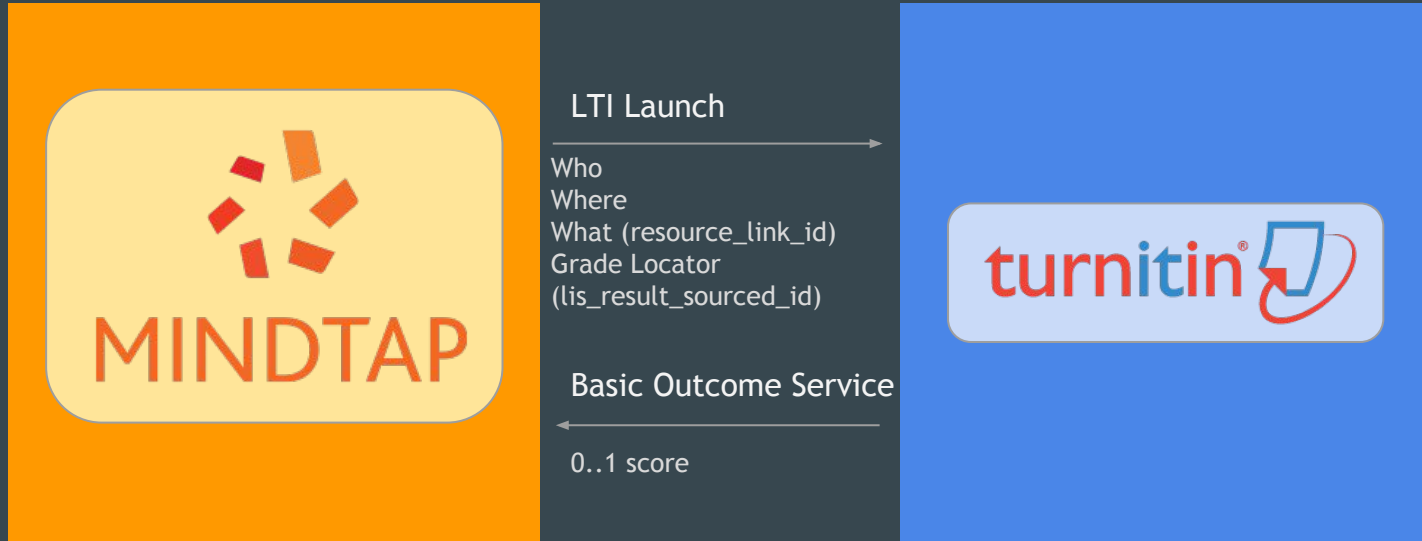 MINDTAP
LTI Launch
Who
Where
What (resource_link_id)
Grade Locator
(lis_result_sourced_id)
Basic Outcome Service
0..1 score
turnitin®